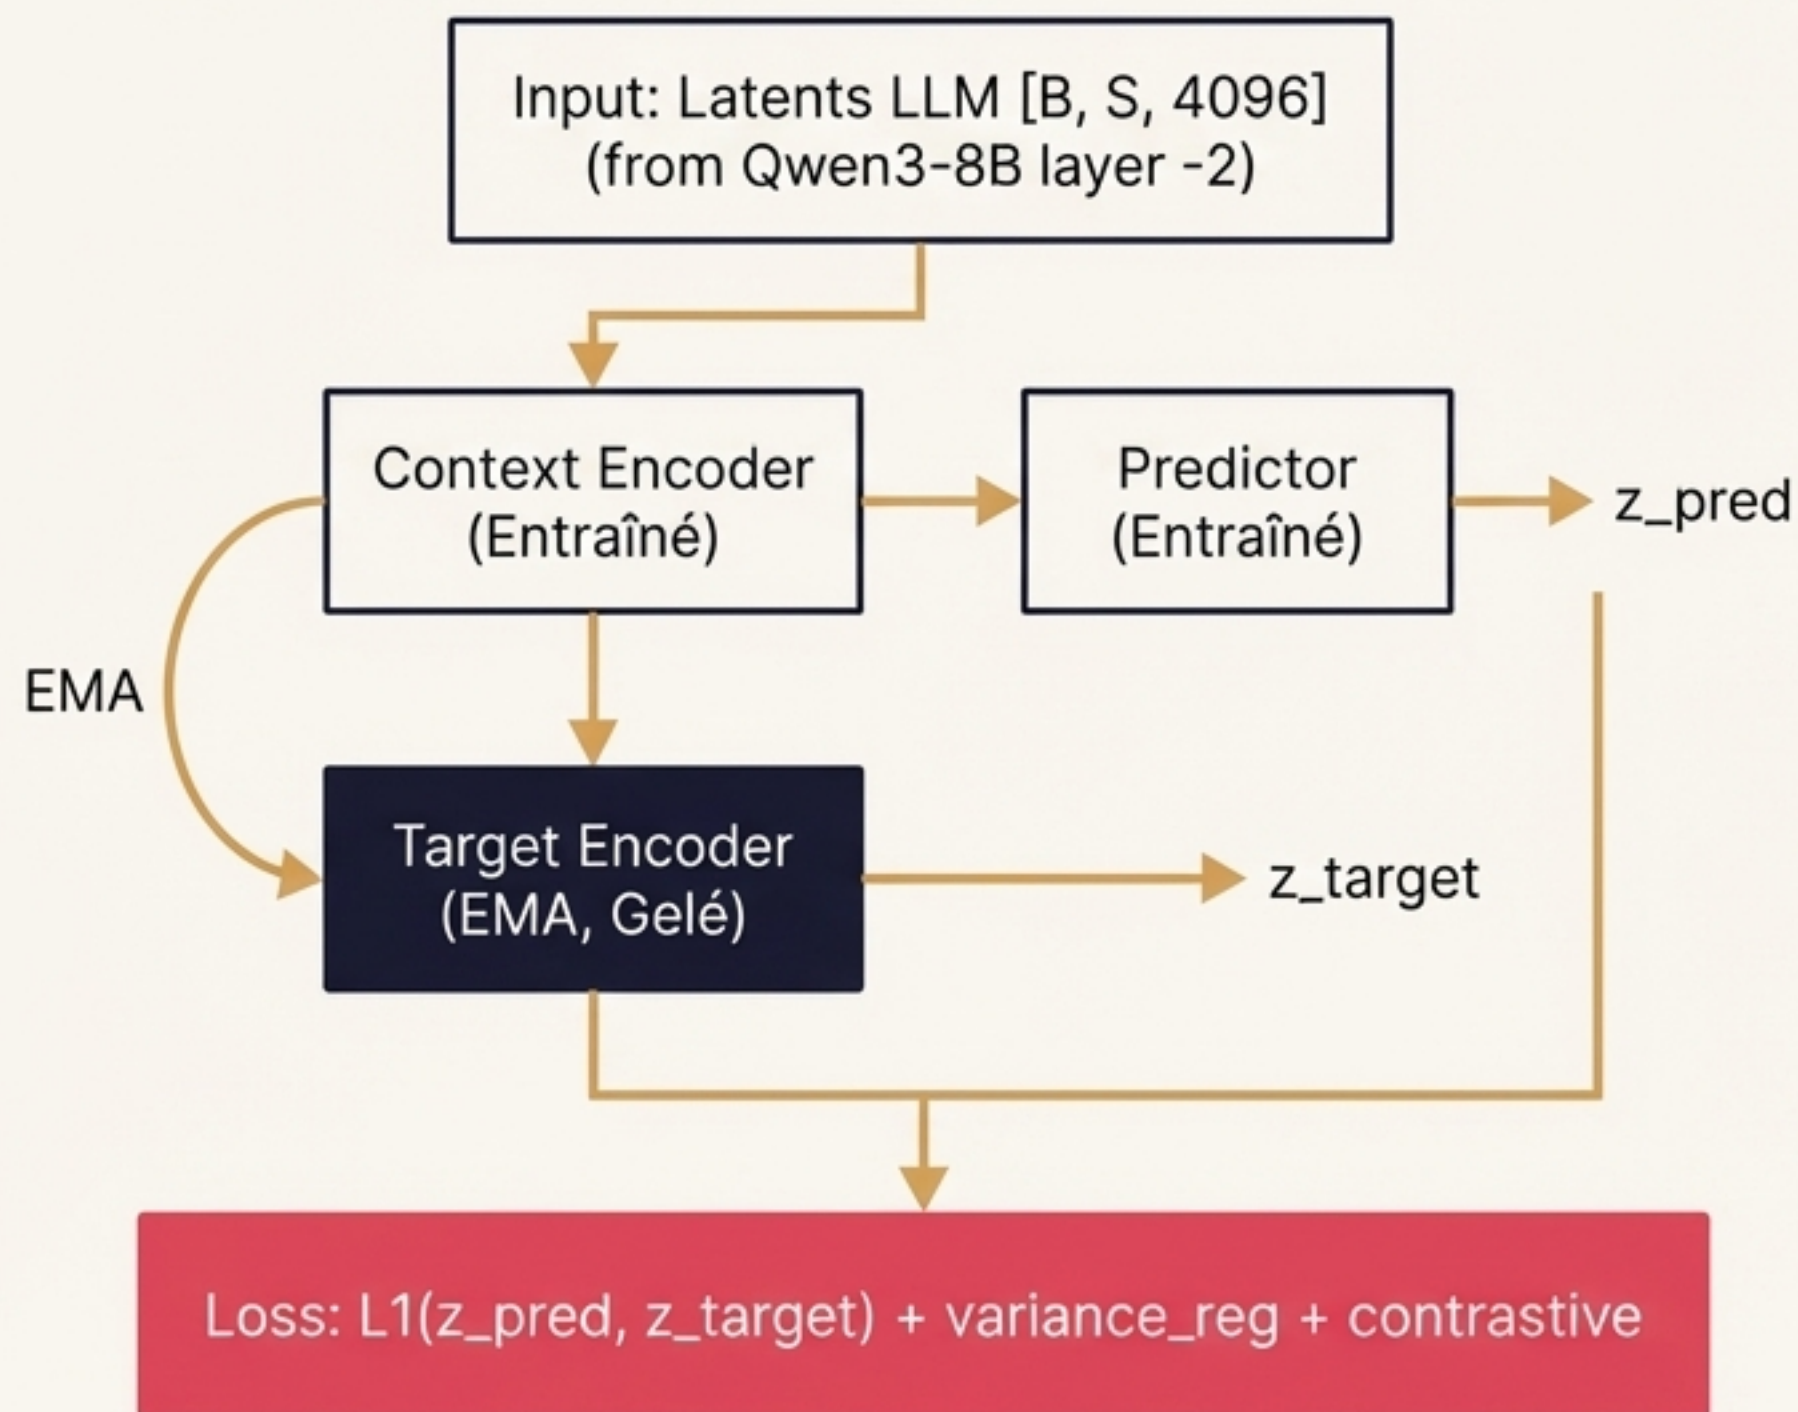 Input: Latents LLM [B, S, 4096]
(from Qwen3-8B layer -2)
Context Encoder
(Entraîné)
Predictor
(Entraîné)
z_pred
EMA
Target Encoder
(EMA, Gelé)
z_target
Loss: L1(z_pred, z_target) + variance_reg + contrastive